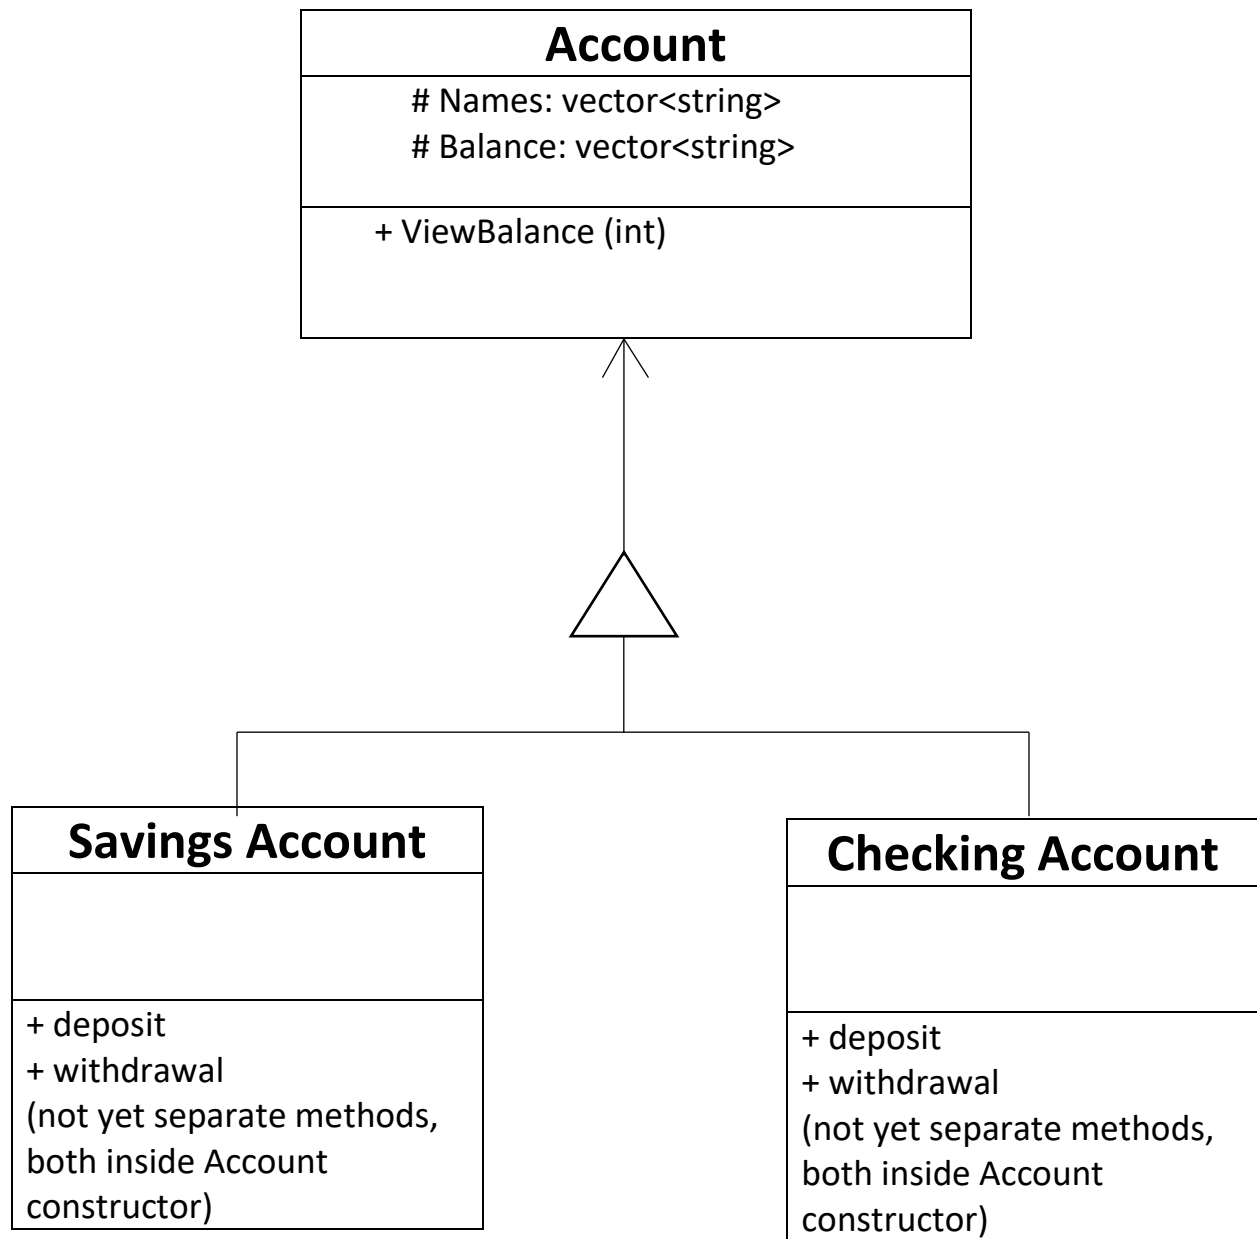 Account
# Names: vector<string>
# Balance: vector<string>
+ ViewBalance (int)
Savings Account
+ deposit
+ withdrawal
(not yet separate methods,
both inside Account
constructor)
Checking Account
+ deposit
+ withdrawal
(not yet separate methods,
both inside Account
constructor)